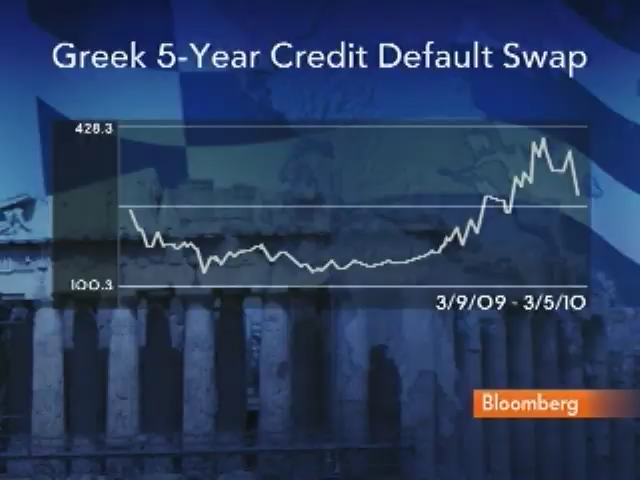 Greek 5-Year Credit Default Swap
428.3
100.3
3/9/09 - 3/5/10
Bloomberg